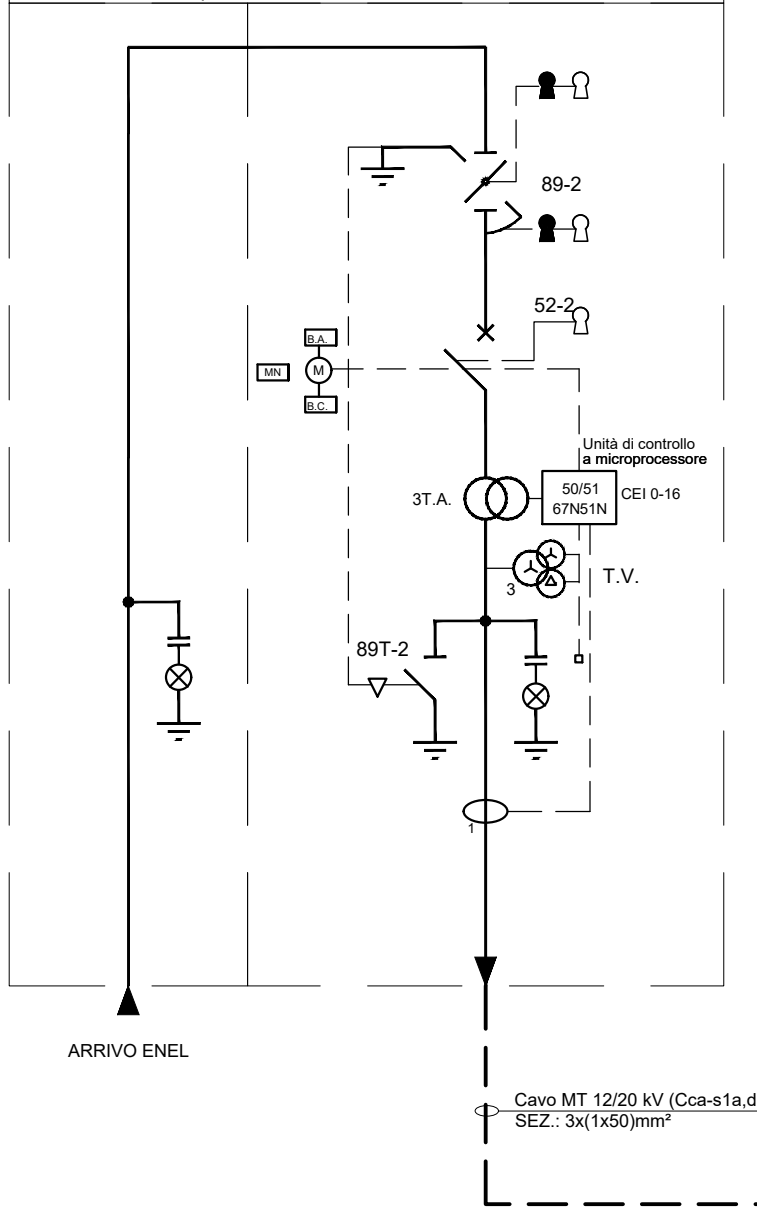 89-2
52-2
B.A.
MN
M
B.C.
Unità di controllo
a microprocessore
3T.A.
50/51
67N51N
CEI 0-16
3
T.V.
89T-2
1
ARRIVO ENEL
Cavo MT 12/20 kV (Cca-s1a,d
SEZ.: 3x(1x50)mm²